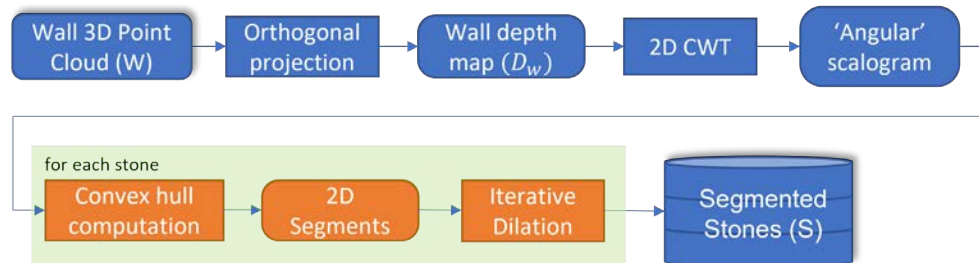 Wall 3D Point
Cloud (W)
Orthogonal
projection
Wall depth
map (D_W)
2D CWT
‘Angular’
scalogram
for each stone
Convex hull
computation
2D
Segments
Iterative
Dilation
Segmented
Stones (S)